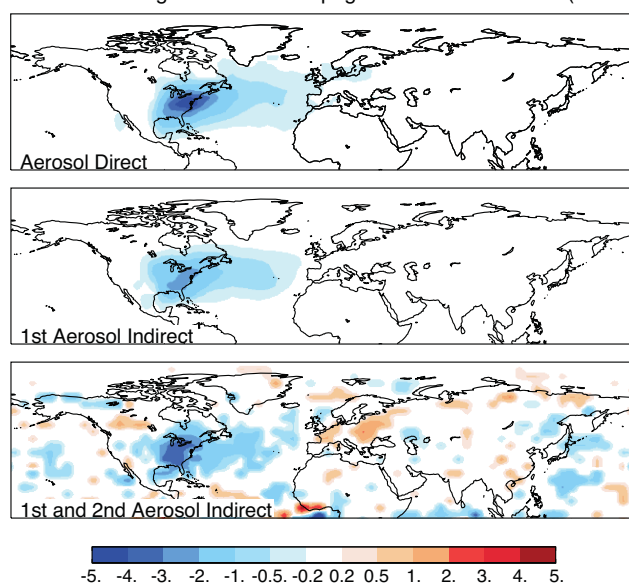 Aerosol Direct
1st Aerosol Indirect
1st and 2nd Aerosol Indirect
-5. -4. -3. -2. -1. -0.5. -0.2 0.2 0.5 1. 2. 3. 4. 5.